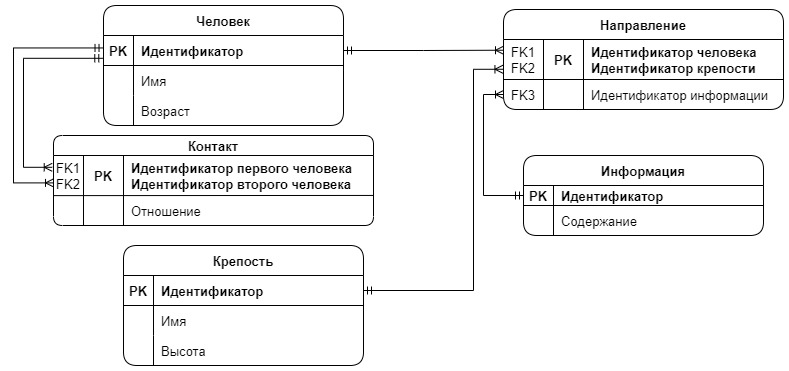 Человек
PK Идентификатор
Имя
Возраст
Направление
FK1 PK Идентификатор человека
FK2 Идентификатор крепости
FK3 Идентификатор информации
Контакт
FK1 PK Идентификатор первого человека
FK2 Идентификатор второго человека
Отношение
Информация
PK Идентификатор
Содержание
Крепость
PK Идентификатор
Имя
Высота